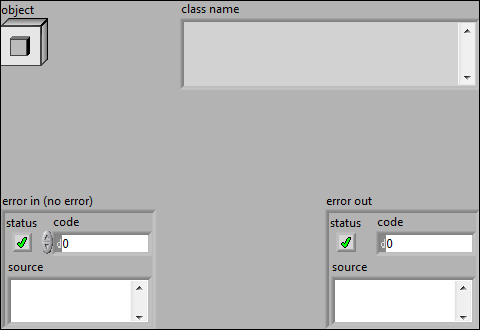 object
class name
error in (no error)
status
code
d
0
source
error out
status
code
d
0
source